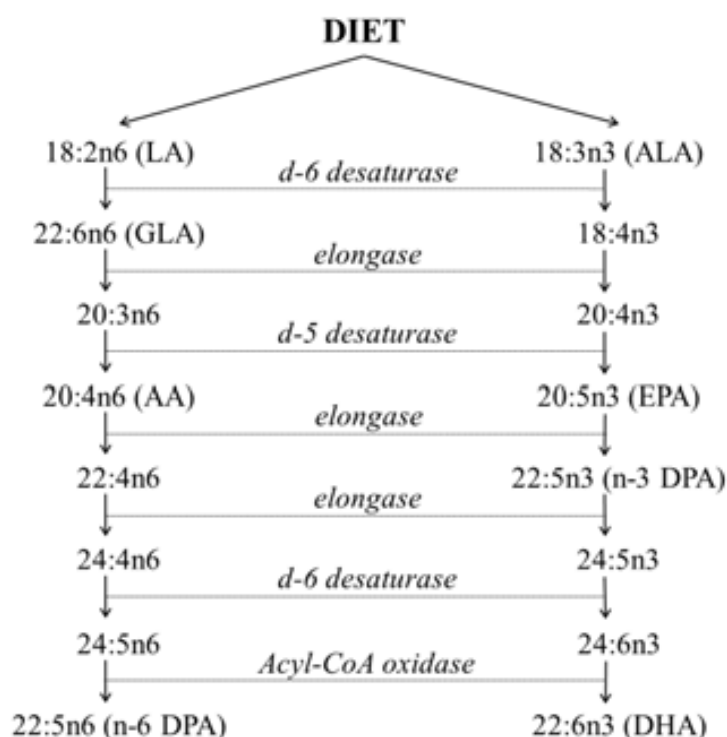 DIET
18:2n6 (LA) 18:3n3 (ALA)
d-6 desaturase
22:6n6 (GLA) 18:4n3
elongase
20:3n6 20:4n3
d-5 desaturase
20:4n6 (AA) 20:5n3 (EPA)
elongase
22:4n6 22:5n3 (n-3 DPA)
elongase
24:4n6 24:5n3
d-6 desaturase
24:5n6 24:6n3
Acyl-CoA oxidase
22:5n6 (n-6 DPA) 22:6n3 (DHA)